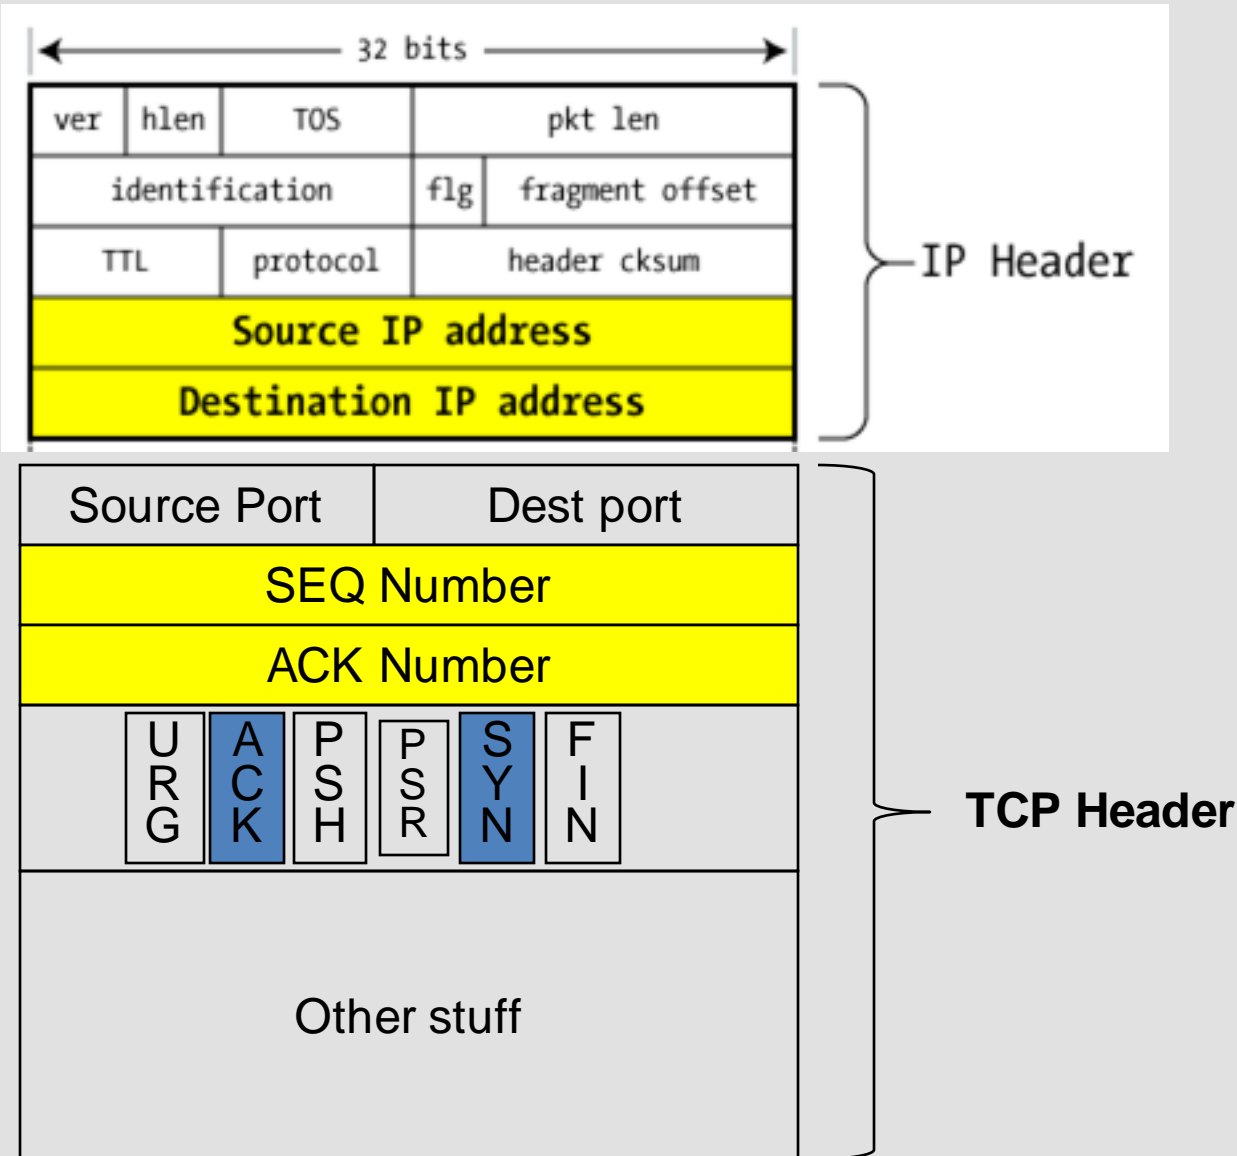 32 bits
ver hlen TOS pkt len
identification flg fragment offset
TTL protocol header cksum
IP Header
Source IP address
Destination IP address
Source Port Dest port
SEQ Number
ACK Number
URG ACK PSH PSR SYN FIN
TCP Header
Other stuff